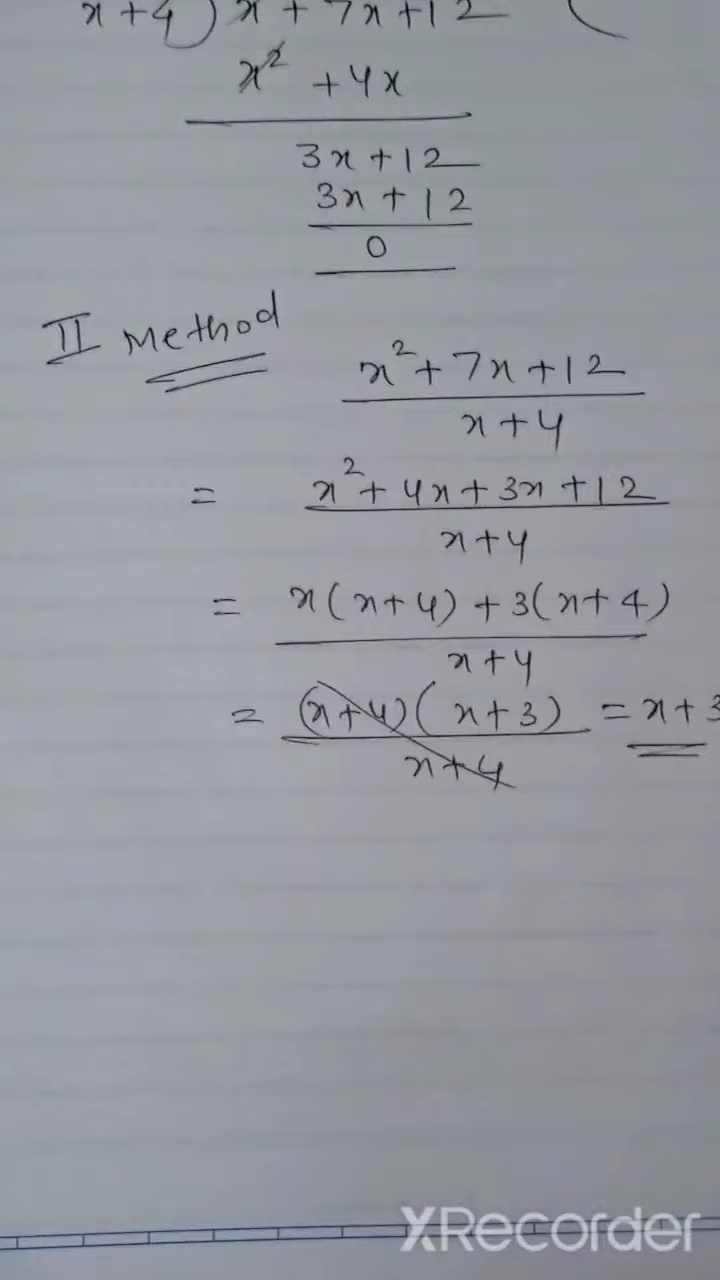 x+4)x + 7x+12 (
x² +4x
3x+12
3x+12
0
II Method
x²+7x+12
x+4
= x²+4x+3x+12
x+4
= x(x+4)+3(x+4)
x+4
= (x+4)(x+3) = x+3
x+4
XRecorder